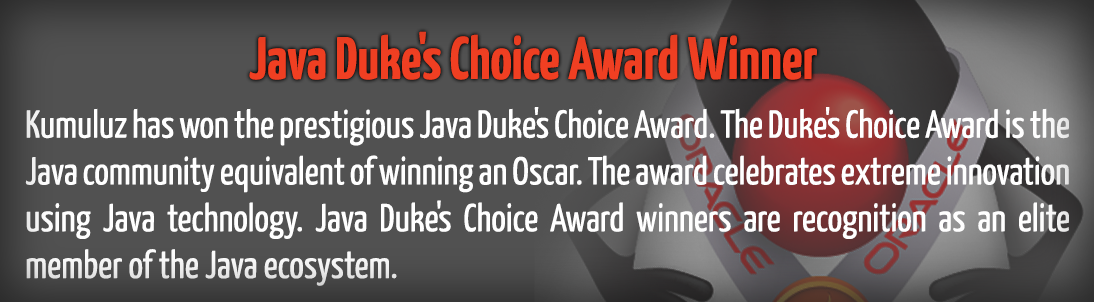 Java Duke's Choice Award Winner
Kumuluz has won the prestigious Java Duke's Choice Award. The Duke's Choice Award is the
Java community equivalent of winning an Oscar. The award celebrates extreme innovation
using Java technology. Java Duke's Choice Award winners are recognition as an elite
member of the Java ecosystem.
ORACLE
ORACLE